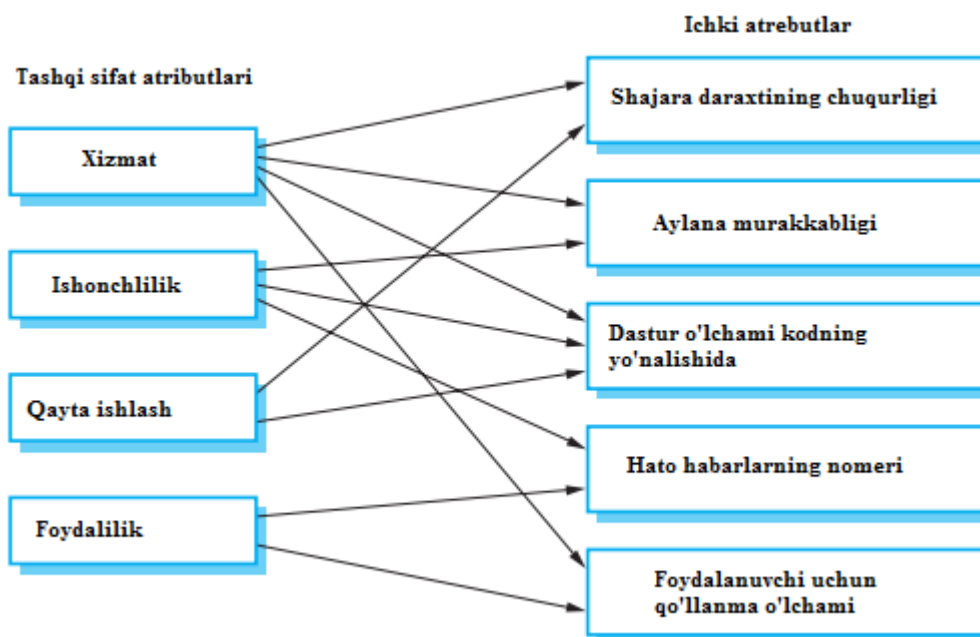 Ichki atrebutlar
Tashqi sifat atributlari
Shajara daraxtining chuqurligi
Xizmat
Aylana murakkabligi
Ishonchlilik
Dastur o'lchami kodning
yo'nalishida
Qayta ishlash
Hato habarlarning nomeri
Foydalilik
Foydalanuvchi uchun
qo'llanma o'lchami